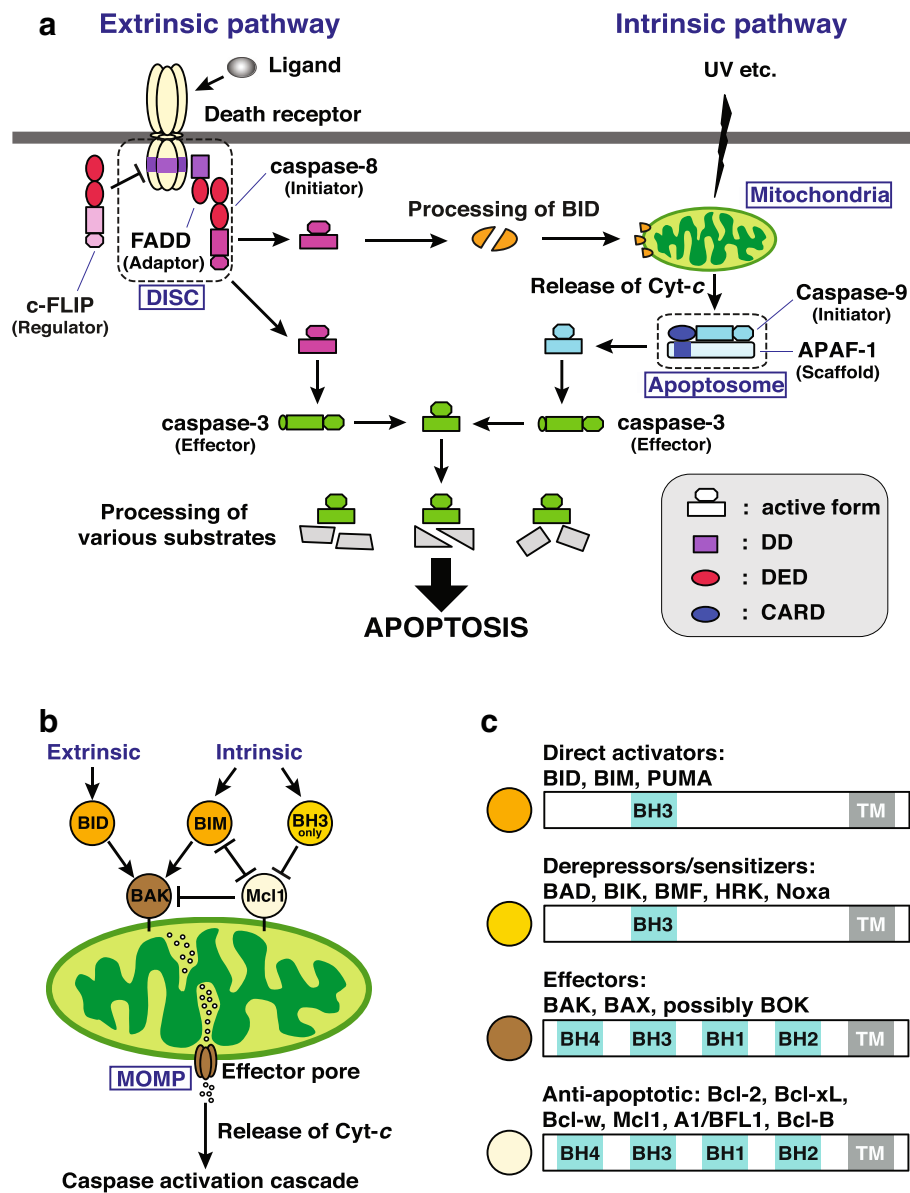 a
Extrinsic pathway
Intrinsic pathway
Ligand
UV etc.
Death receptor
caspase-8
(Initiator)
Mitochondria
Processing of BID
FADD
(Adaptor)
DISC
c-FLIP
(Regulator)
Release of Cyt-c
Caspase-9
(Initiator)
APAF-1
(Scaffold)
Apoptosome
caspase-3
(Effector)
caspase-3
(Effector)
Processing of
various substrates
: active form
: DD
: DED
: CARD
APOPTOSIS
b
Extrinsic
Intrinsic
BID
BIM
BH3
only
BAK
Mcl1
MOMP
Effector pore
Release of Cyt-c
Caspase activation cascade
c
Direct activators:
BID, BIM, PUMA
BH3 TM
Derepressors/sensitizers:
BAD, BIK, BMF, HRK, Noxa
BH3 TM
Effectors:
BAK, BAX, possibly BOK
BH4 BH3 BH1 BH2 TM
Anti-apoptotic: Bcl-2, Bcl-xL,
Bcl-w, Mcl1, A1/BFL1, Bcl-B
BH4 BH3 BH1 BH2 TM